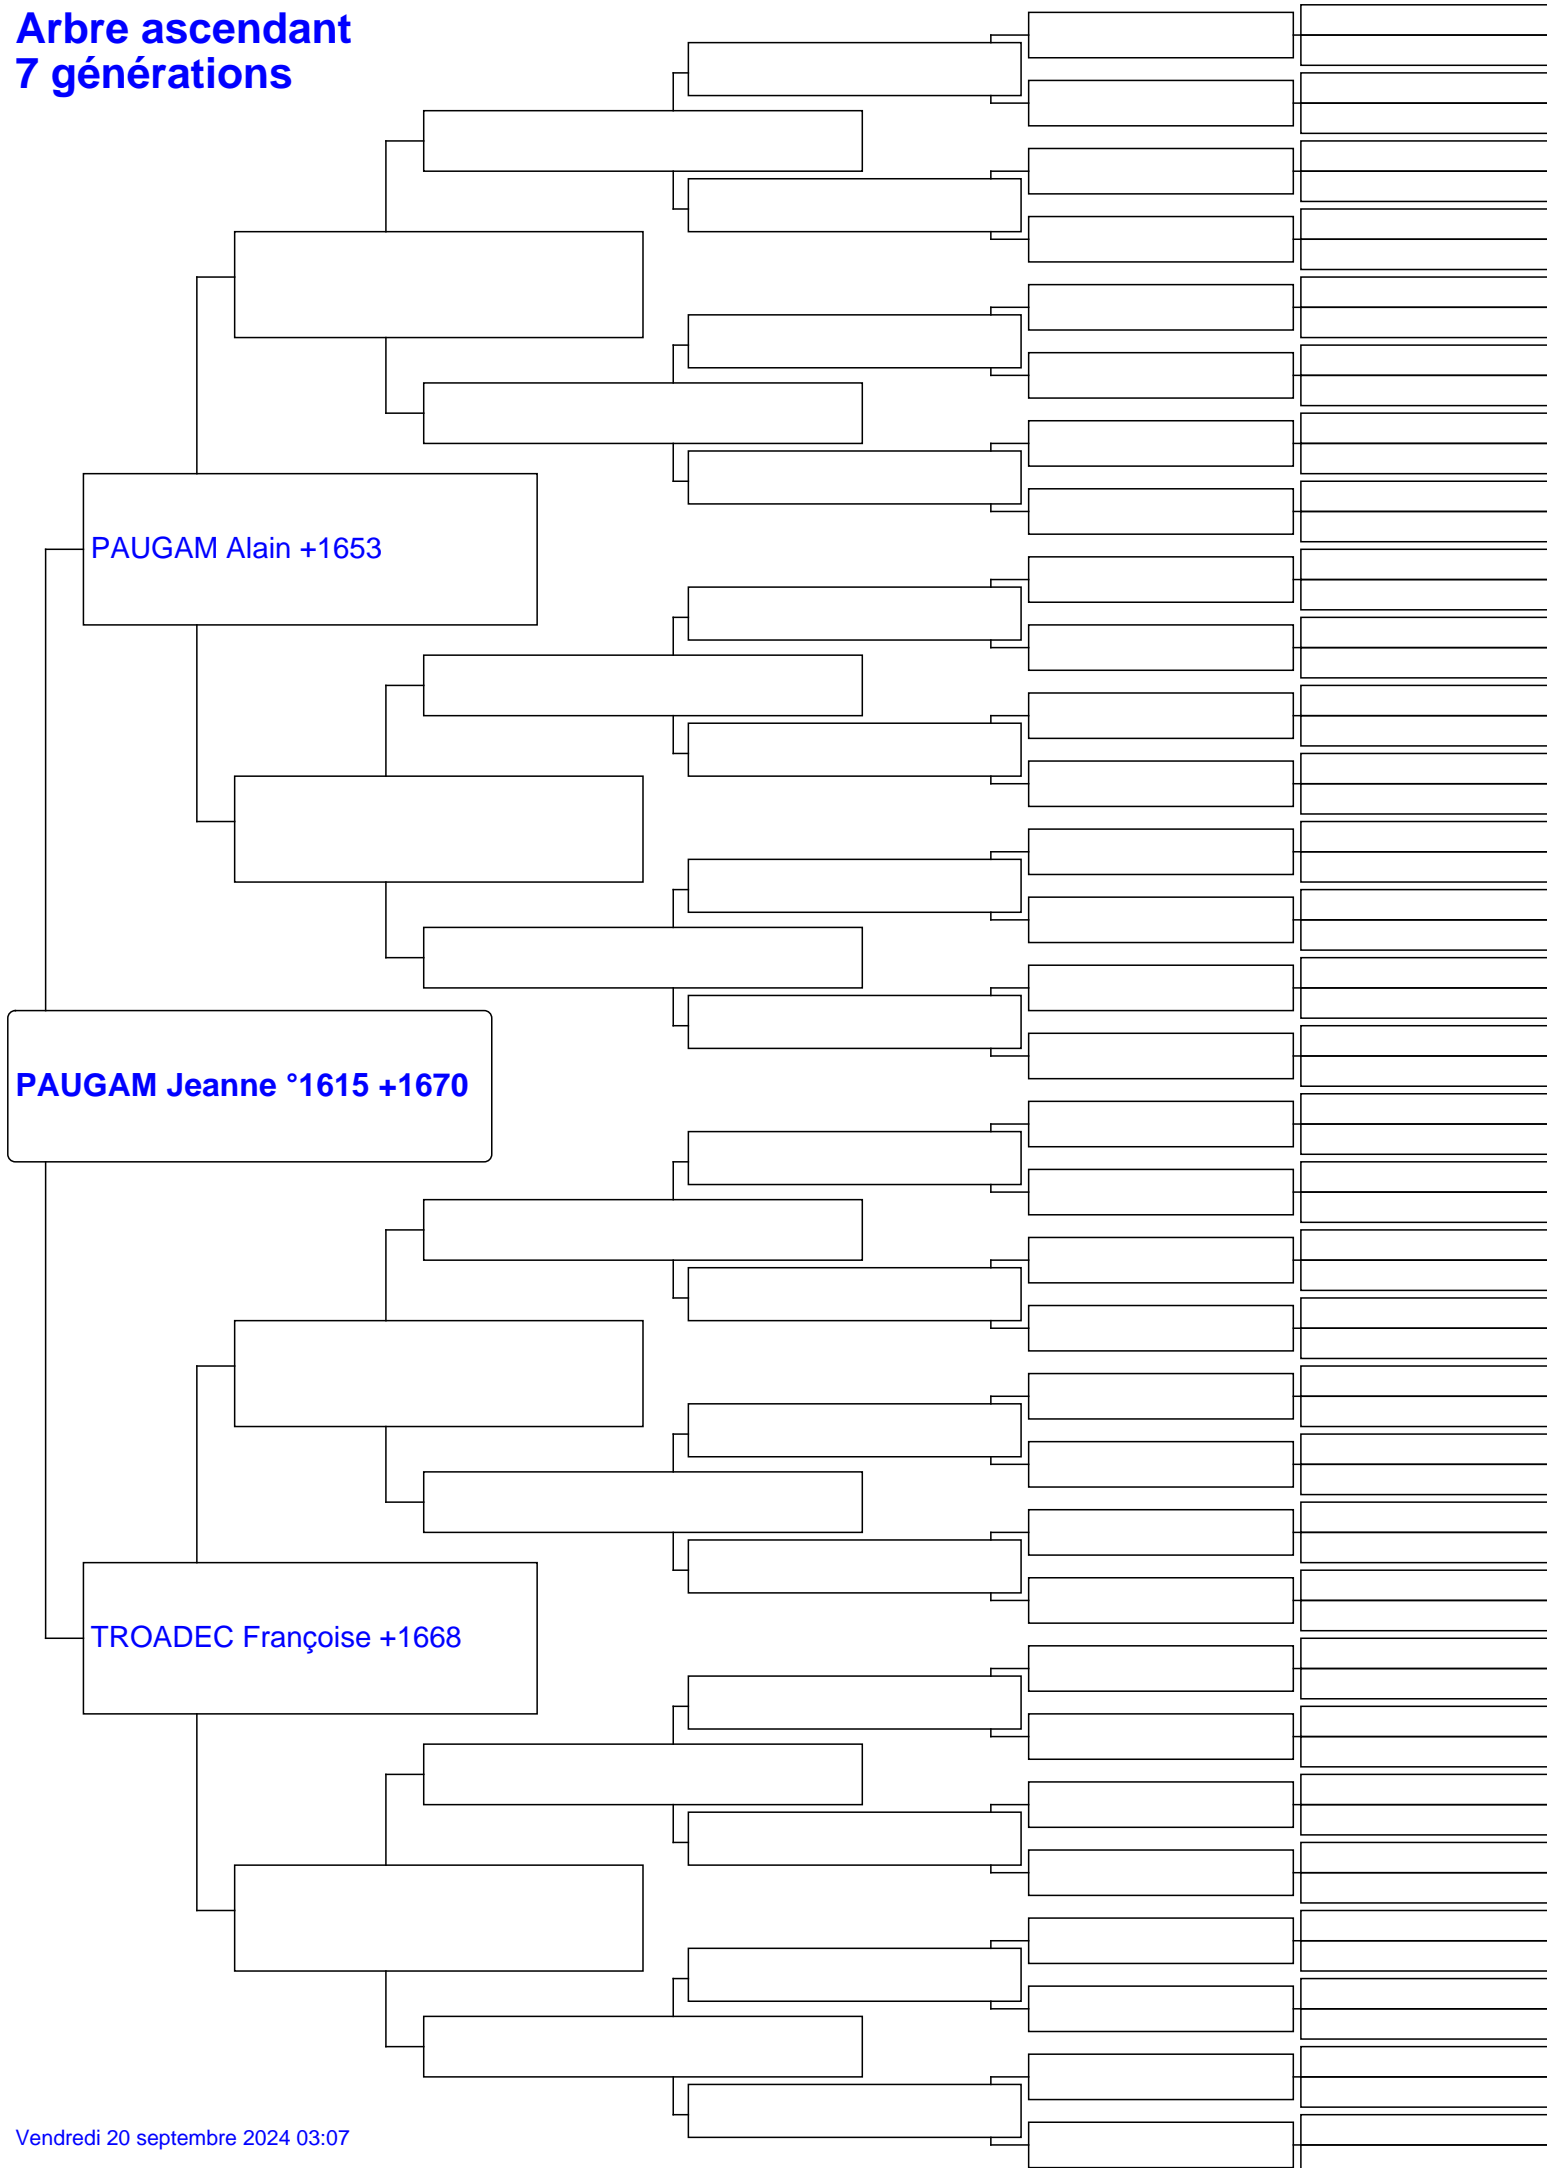 Arbre ascendant
7 générations
PAUGAM Alain +1653
PAUGAM Jeanne °1615 +1670
TROADEC Françoise +1668
Vendredi 20 septembre 2024 03:07